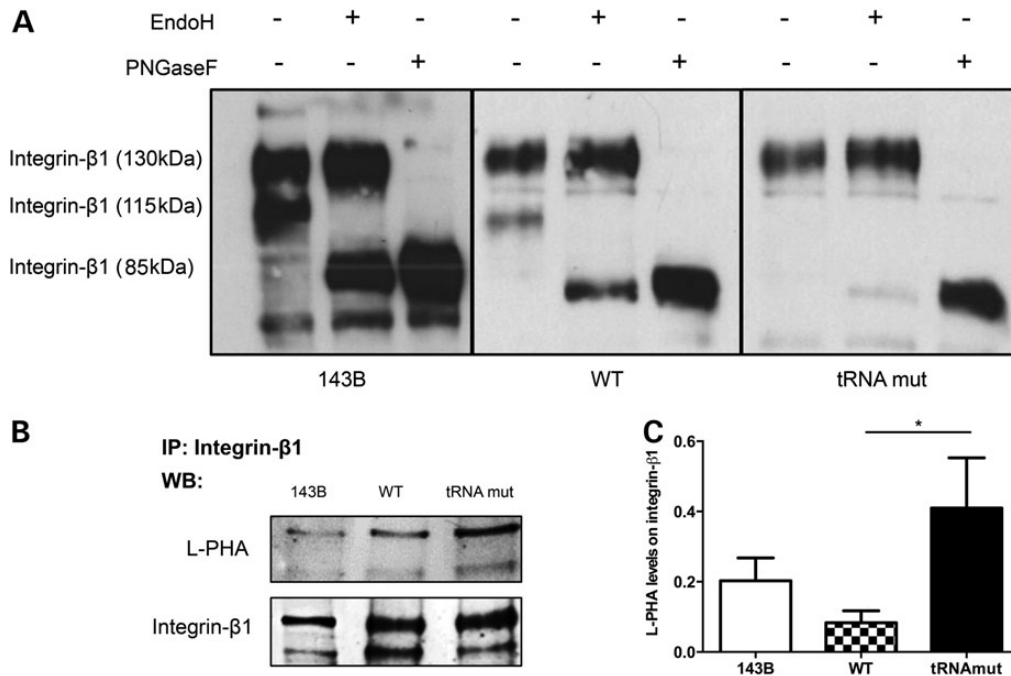 A
EndoH - + - - + - - + -
PNGaseF - - + - - + - - +
Integrin-β1 (130kDa)
Integrin-β1 (115kDa)
Integrin-β1 (85kDa)
143B WT tRNA mut
B
IP: Integrin-β1
WB:
143B WT tRNA mut
L-PHA
Integrin-β1
C
*
L-PHA levels on integrin-β1
0.6
0.4
0.2
0.0
143B WT tRNAmut